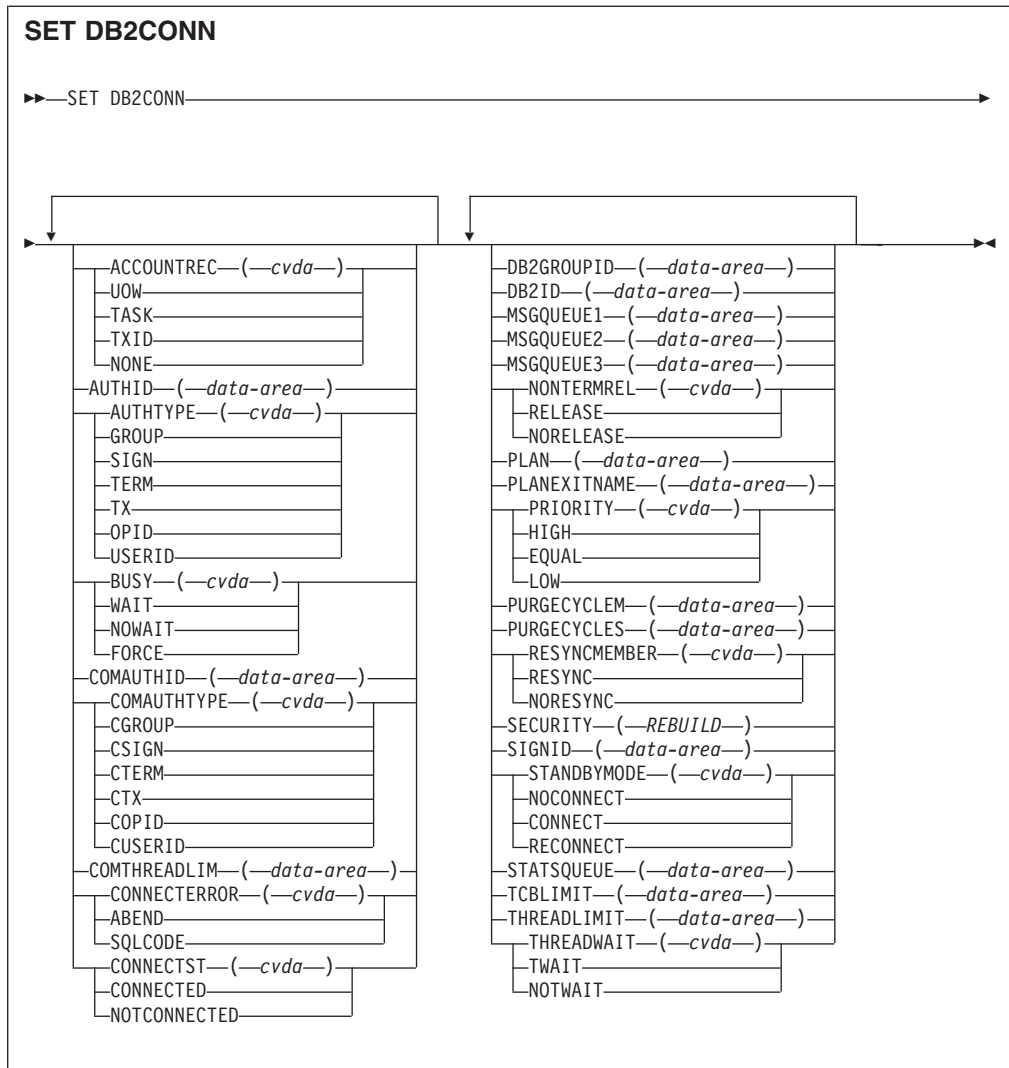 SET DB2CONN
SET DB2CONN
ACCOUNTREC (cvda)
UOW
TASK
TXID
NONE
AUTHID (data-area)
AUTHTYPE (cvda)
GROUP
SIGN
TERM
TX
OPID
USERID
BUSY (cvda)
WAIT
NOWAIT
FORCE
COMAUTHID (data-area)
COMAUTHTYPE (cvda)
CGROUP
CSIGN
CTERM
CTX
COPID
CUSERID
COMTHREADLIM (data-area)
CONNECTERROR (cvda)
ABEND
SQLCODE
CONNECTST (cvda)
CONNECTED
NOTCONNECTED
DB2GROUPID (data-area)
DB2ID (data-area)
MSGQUEUE1 (data-area)
MSGQUEUE2 (data-area)
MSGQUEUE3 (data-area)
NONTERMREL (cvda)
RELEASE
NORELEASE
PLAN (data-area)
PLANEXITNAME (data-area)
PRIORITY (cvda)
HIGH
EQUAL
LOW
PURGECYCLEM (data-area)
PURGECYCLES (data-area)
RESYNCMEMBER (cvda)
RESYNC
NORESYNC
SECURITY (REBUILD)
SIGNID (data-area)
STANDBYMODE (cvda)
NOCONNECT
CONNECT
RECONNECT
STATSQUEUE (data-area)
TCBLIMIT (data-area)
THREADLIMIT (data-area)
THREADWAIT (cvda)
TWAIT
NOTWAIT